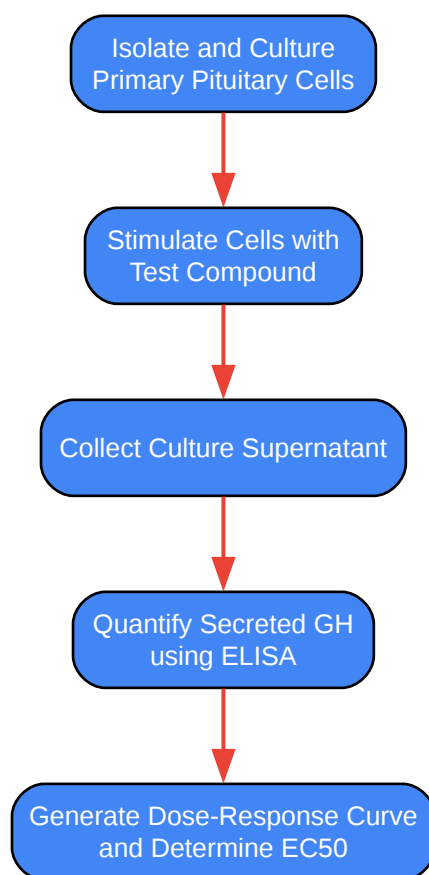 Isolate and Culture
Primary Pituitary Cells
Stimulate Cells with
Test Compound
Collect Culture Supernatant
Quantify Secreted GH
using ELISA
Generate Dose-Response Curve
and Determine EC50